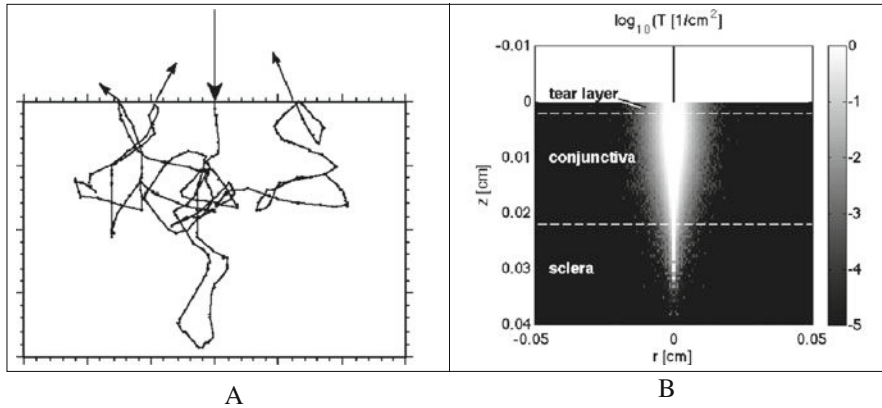 log10(T [1/cm2]
-0.01
0
0.01
0.02
0.03
0.04
z [cm]
tear layer
conjunctiva
sclera
-0.05
0
0.05
r [cm]
0
-1
-2
-3
-4
-5
A
B